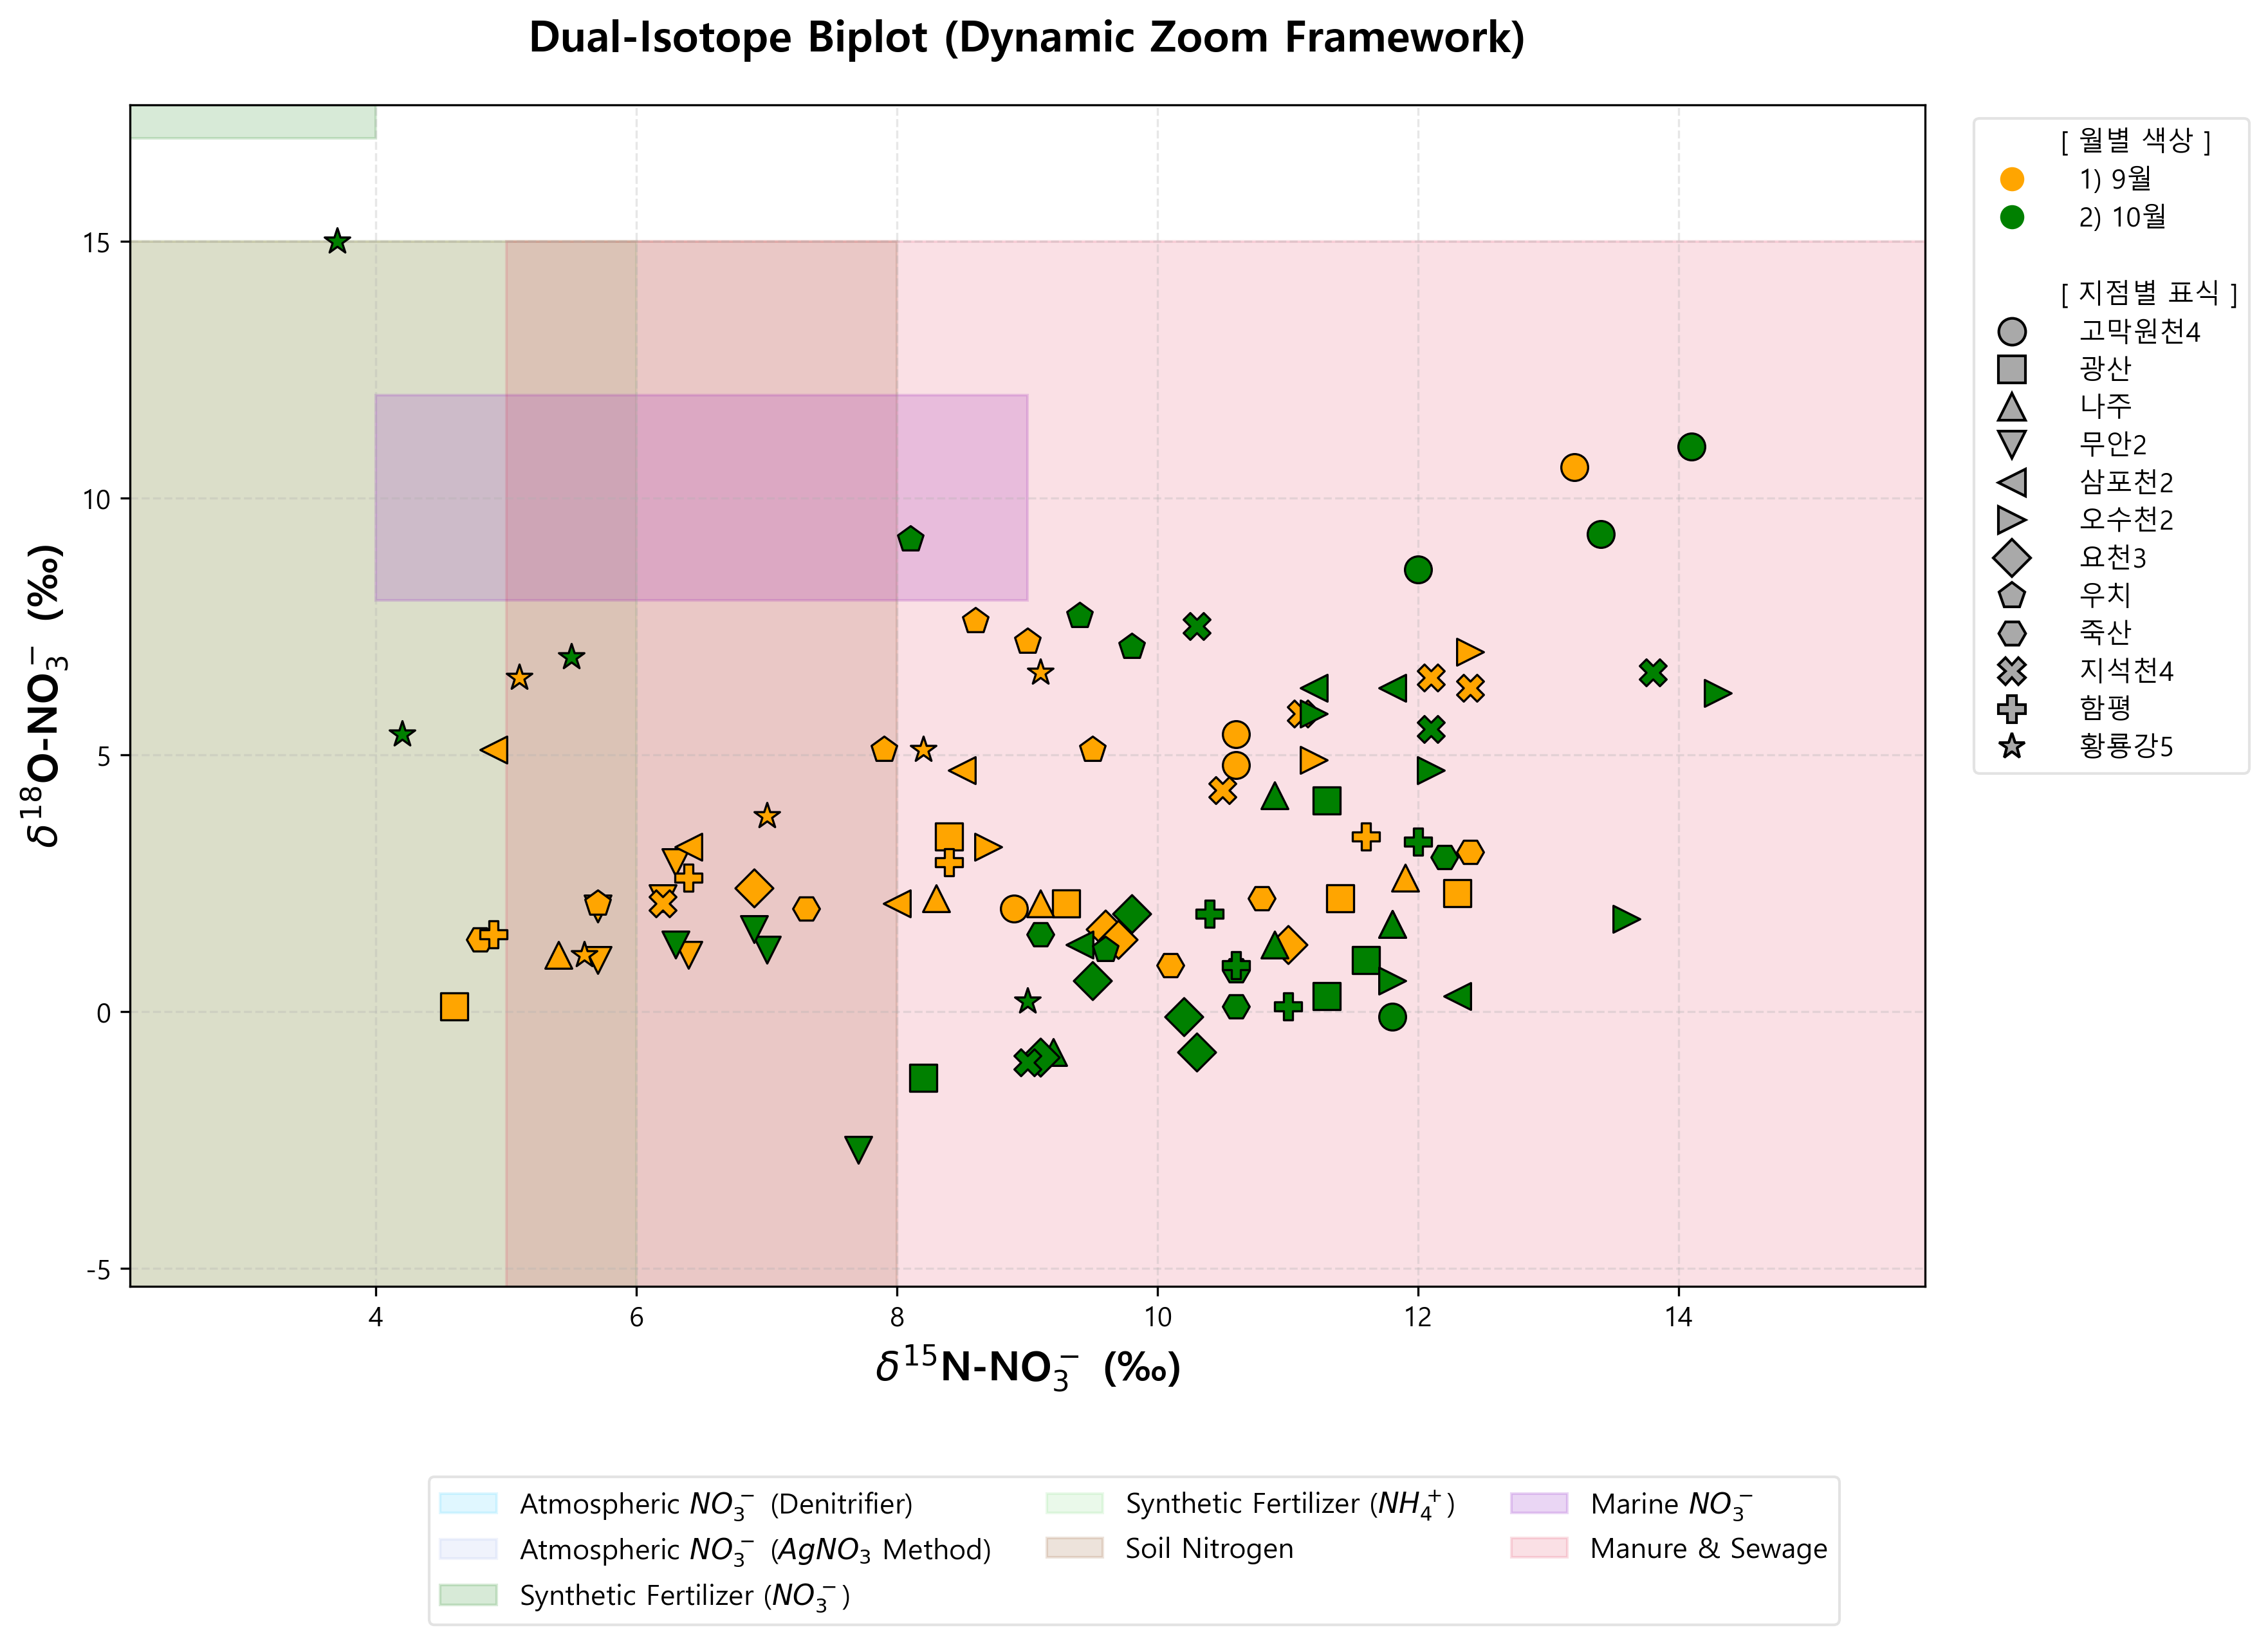 Dual-Isotope Biplot (Dynamic Zoom Framework)
15
10
5
0
-5
δ¹⁸O-NO₃⁻ (‰)
4
6
8
10
12
14
δ¹⁵N-NO₃⁻ (‰)
[ 월별 색상 ]
1) 9월
2) 10월
[ 지점별 표식 ]
고막원천4
광산
나주
무안2
삼포천2
오수천2
요천3
우치
죽산
지석천4
함평
황룡강5
Atmospheric NO₃⁻ (Denitrifier)
Atmospheric NO₃⁻ (AgNO₃ Method)
Synthetic Fertilizer (NO₃⁻)
Synthetic Fertilizer (NH₄⁺)
Soil Nitrogen
Marine NO₃⁻
Manure & Sewage